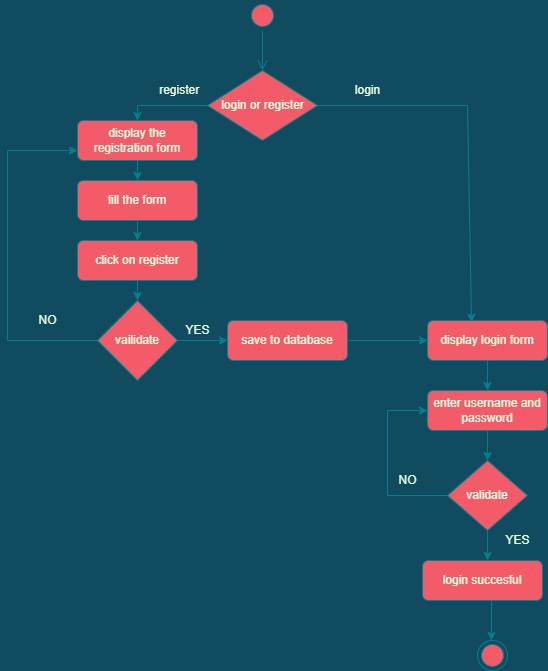 register
login
login or register
display the
registration form
fill the form
click on register
NO
vailidate
YES
save to database
display login form
enter username and
password
NO
validate
YES
login succesful